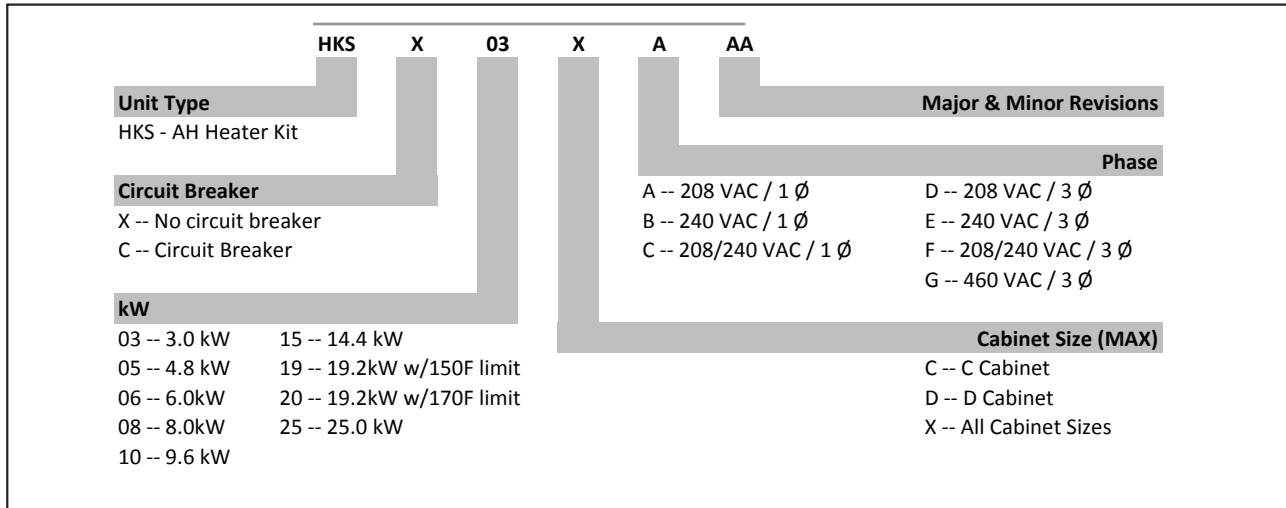 HKS X 03 X A AA
Unit Type
HKS - AH Heater Kit
Major & Minor Revisions
Phase
A -- 208 VAC / 1 Ø D -- 208 VAC / 3 Ø
B -- 240 VAC / 1 Ø E -- 240 VAC / 3 Ø
C -- 208/240 VAC / 1 Ø F -- 208/240 VAC / 3 Ø
G -- 460 VAC / 3 Ø
Circuit Breaker
X -- No circuit breaker
C -- Circuit Breaker
kW
03 -- 3.0 kW 15 -- 14.4 kW
05 -- 4.8 kW 19 -- 19.2kW w/150F limit
06 -- 6.0kW 20 -- 19.2kW w/170F limit
08 -- 8.0kW 25 -- 25.0 kW
10 -- 9.6 kW
Cabinet Size (MAX)
C -- C Cabinet
D -- D Cabinet
X -- All Cabinet Sizes